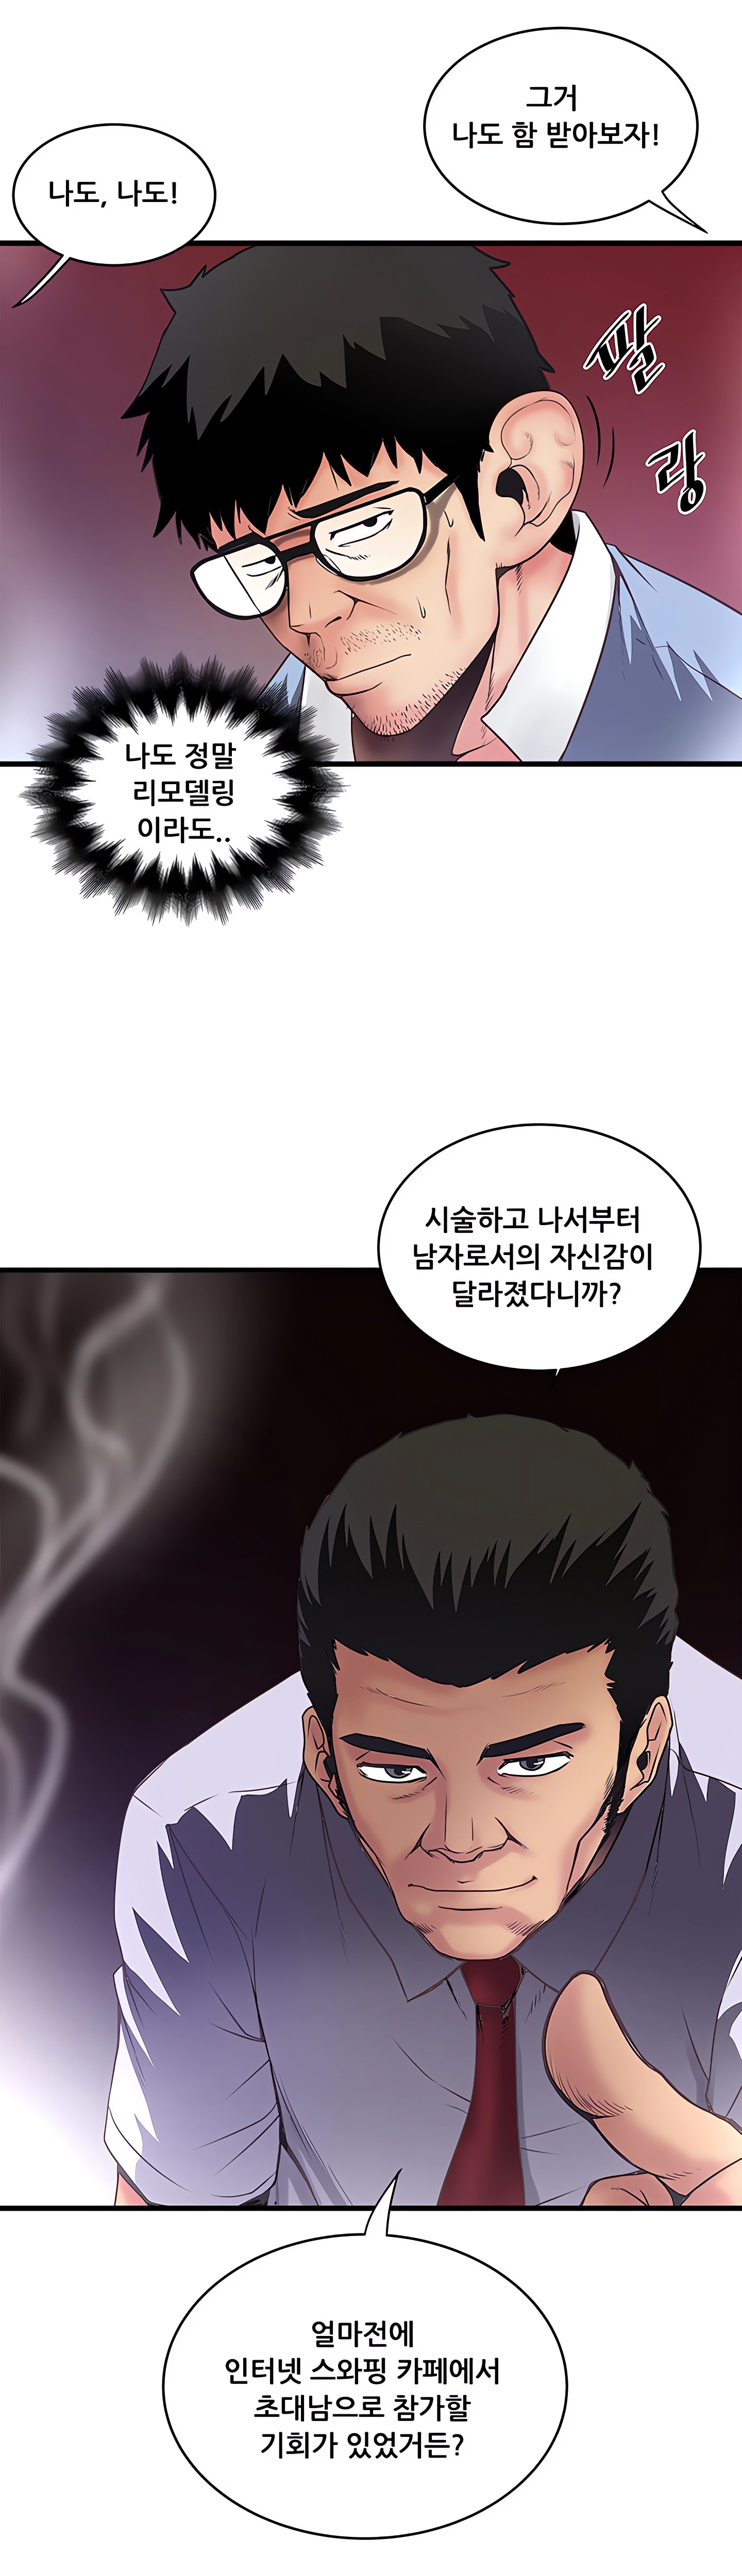 그거
나도 함 받아보자!
나도, 나도!
팔
랑
나도 정말
리모델링
이라도..
시술하고 나서부터
남자로서의 자신감이
달라졌다니까?
얼마전에
인터넷 스와핑 카페에서
초대남으로 참가할
기회가 있었거든?